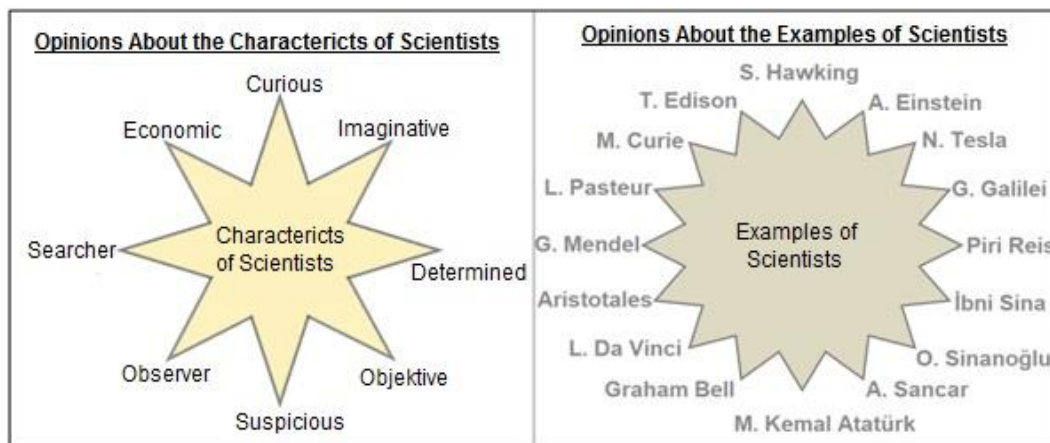 Opinions About the Charactericts of Scientists
Curious
Economic
Imaginative
Searcher
Charactericts
of Scientists
Determined
Observer
Objektive
Suspicious
Opinions About the Examples of Scientists
S. Hawking
T. Edison
A. Einstein
M. Curie
N. Tesla
L. Pasteur
G. Galilei
G. Mendel
Examples of
Scientists
Piri Reis
Aristotales
İbni Sina
L. Da Vinci
O. Sinanoğlu
Graham Bell
A. Sancar
M. Kemal Atatürk